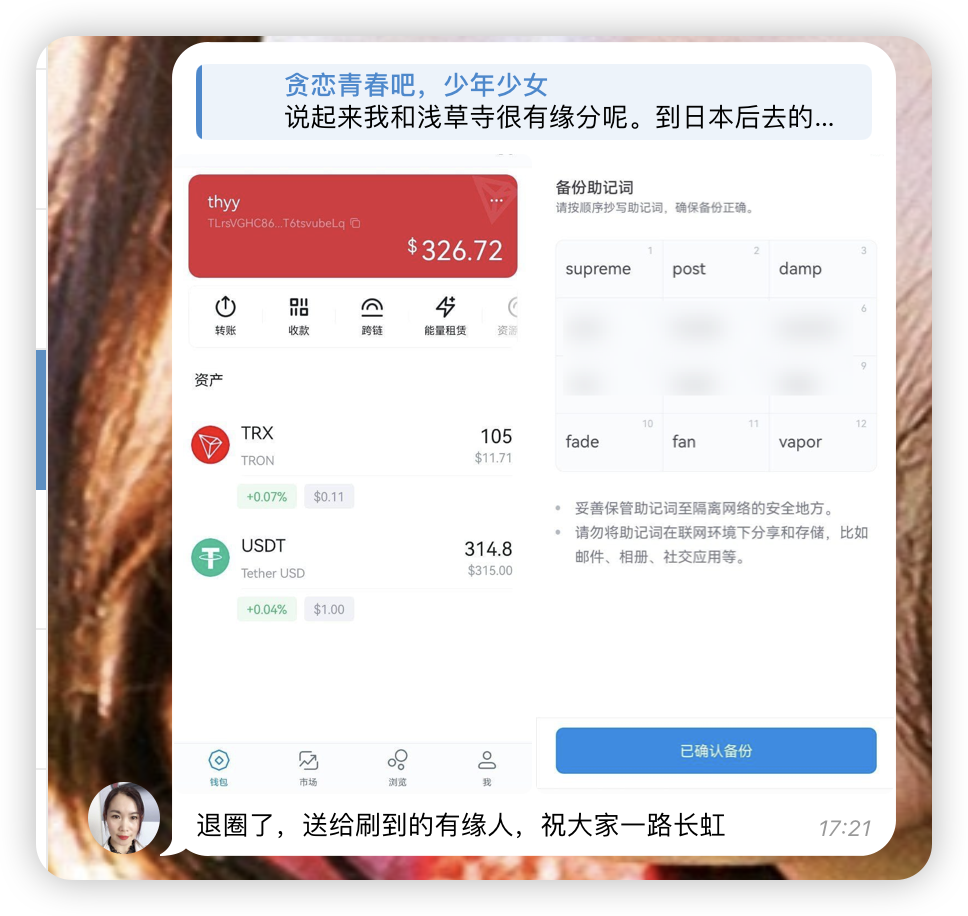 贪恋青春吧，少年少女
说起来我和浅草寺很有缘分呢。到日本后去的...
thyy
TLrsVGHC86...T6tsvubeLq
$326.72
转账
收款
跨链
能量租赁
资源
资产
TRX
105
TRON
$11.71
+0.07%
$0.11
USDT
314.8
Tether USD
$315.00
+0.04%
$1.00
钱包
市场
浏览
我
备份助记词
请按顺序抄写助记词，确保备份正确。
1
supreme
2
post
3
damp
6
9
10
fade
11
fan
12
vapor
妥善保管助记词至隔离网络的安全地方。
请勿将助记词在联网环境下分享和存储，比如
邮件、相册、社交应用等。
已确认备份
退圈了，送给刷到的有缘人，祝大家一路长虹
17:21